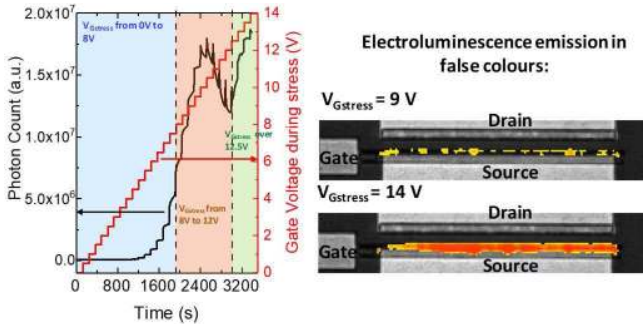 V_Gstress from 0V to
8V
2.0x10^7
1.5x10^7
1.0x10^7
5.0x10^6
0.0
Photon Count (a.u.)
14
12
10
8
6
4
2
0
Gate Voltage during stress (V)
V_Gstress over
12.5V
V_Gstress from
8V to 12V
0 800 1600 2400 3200
Time (s)
Electroluminescence emission in
false colours:
V_Gstress = 9 V
Drain
Gate
Source
V_Gstress = 14 V
Drain
Gate
Source